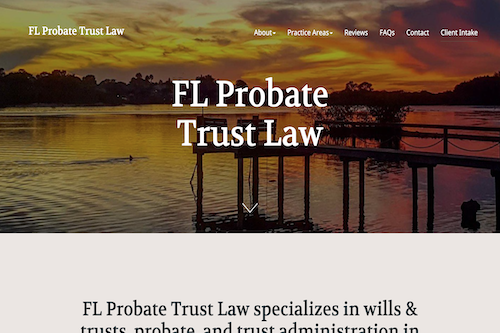 FL Probate Trust Law
About Practice Areas Reviews FAQs Contact Client Intake
FL Probate
Trust Law
FL Probate Trust Law specializes in wills &
trusts, probate, and trust administration in